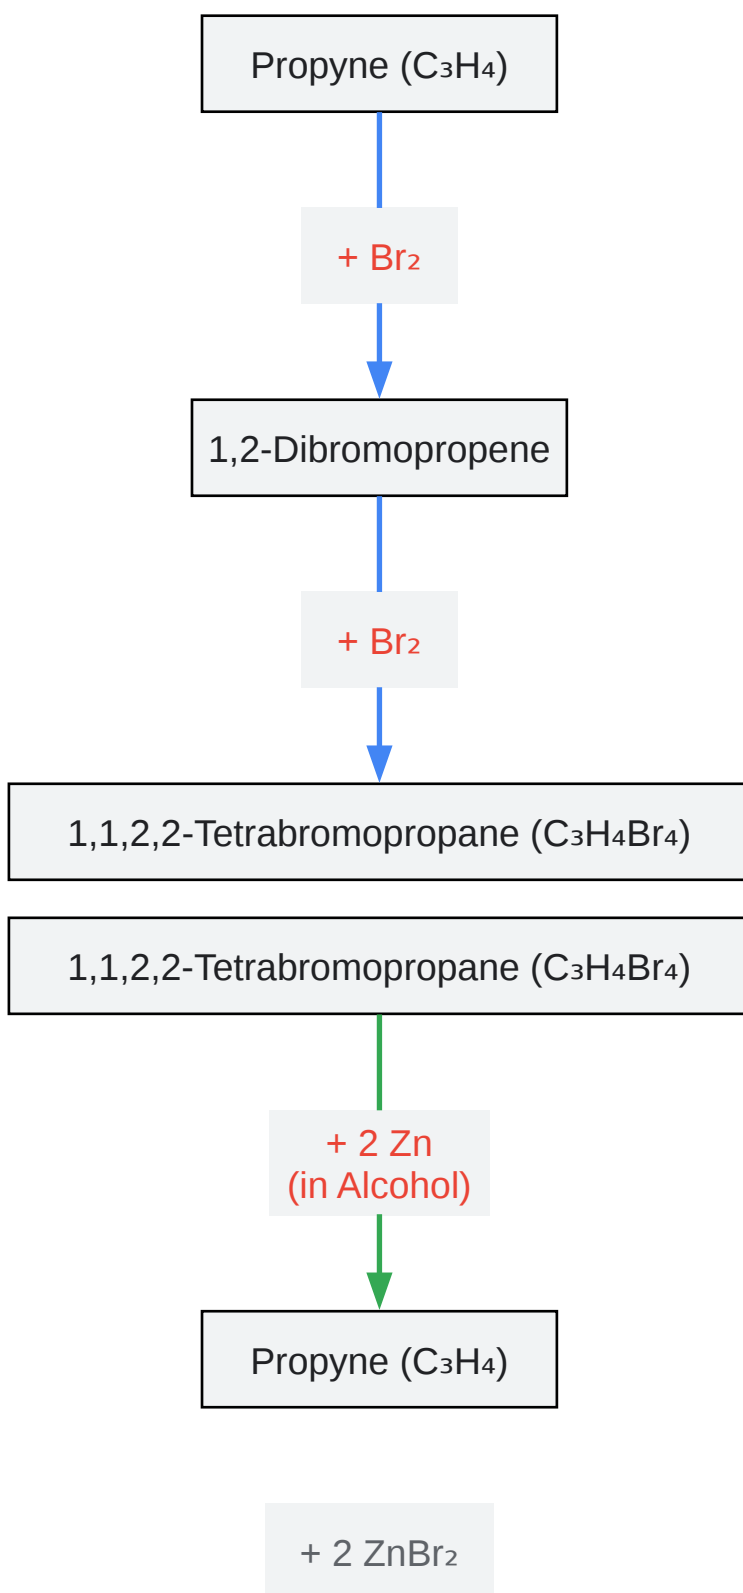 Propyne (C₃H₄)
+ Br₂
1,2-Dibromopropene
+ Br₂
1,1,2,2-Tetrabromopropane (C₃H₄Br₄)
1,1,2,2-Tetrabromopropane (C₃H₄Br₄)
+ 2 Zn
(in Alcohol)
Propyne (C₃H₄)
+ 2 ZnBr₂